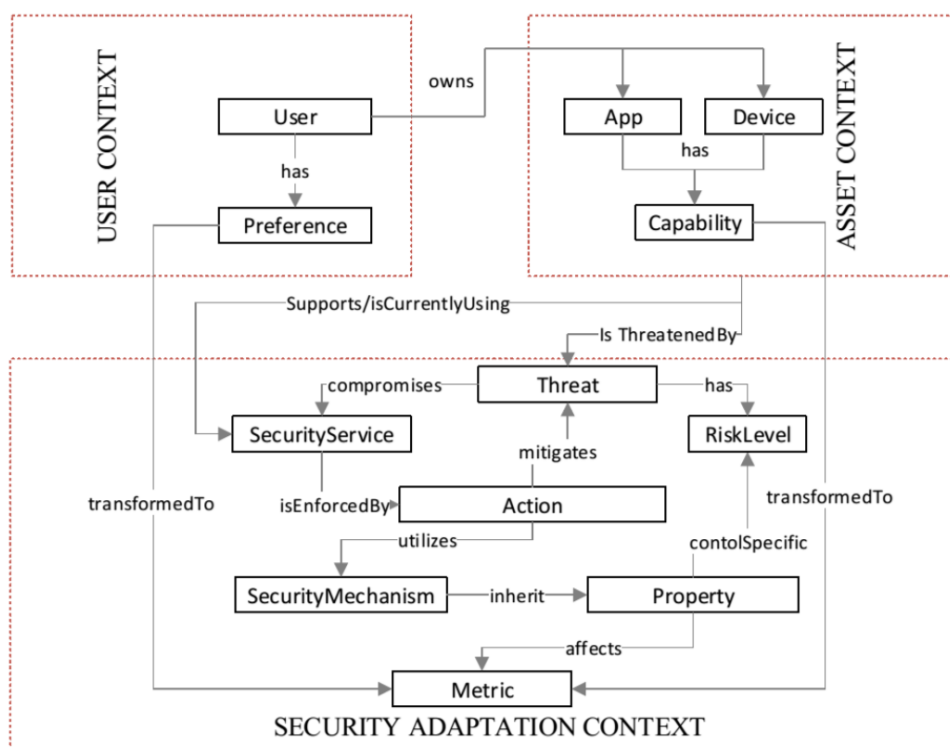 USER CONTEXT
ASSET CONTEXT
owns
User
App
Device
has
has
Preference
Capability
Supports/isCurrentlyUsing
Is ThreatenedBy
compromises
Threat
has
SecurityService
RiskLevel
mitigates
transformedTo
isEnforcedBy
Action
transformedTo
utilizes
contolSpecific
SecurityMechanism
inherit
Property
affects
Metric
SECURITY ADAPTATION CONTEXT